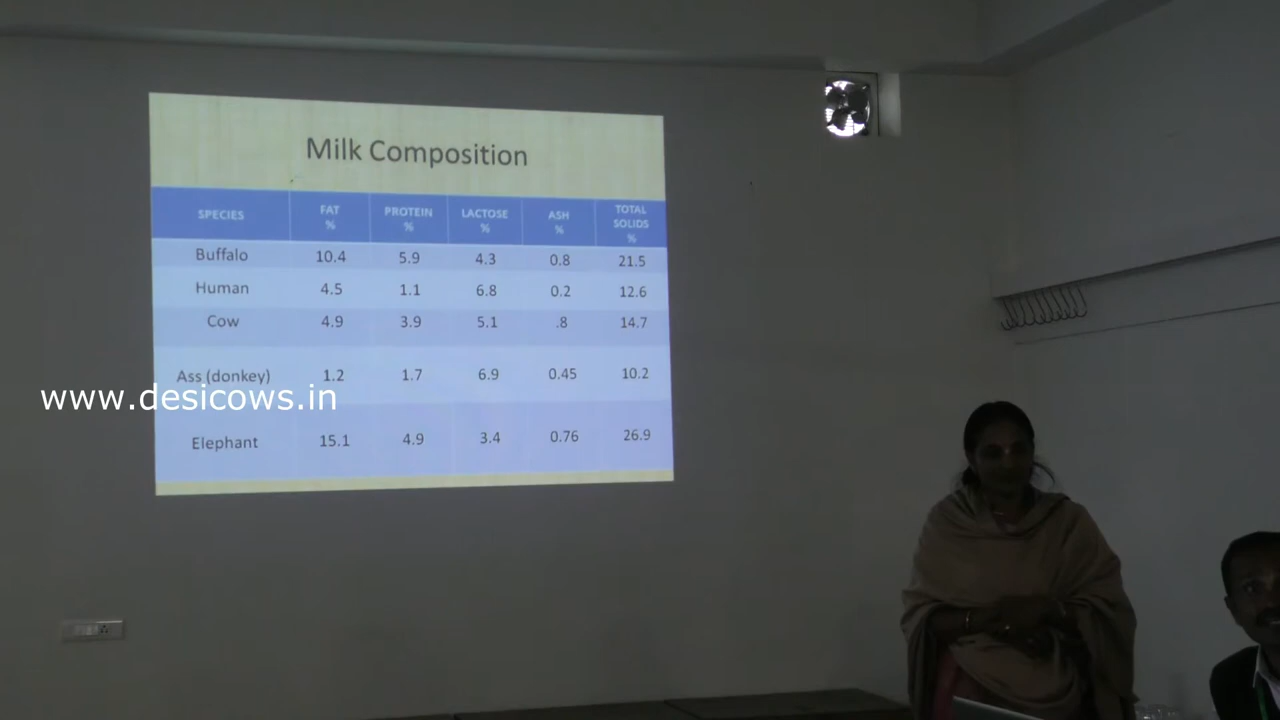 Milk Composition
SPECIES FAT % PROTEIN % LACTOSE % ASH % TOTAL SOLIDS %
Buffalo 10.4 5.9 4.3 0.8 21.5
Human 4.5 1.1 6.8 0.2 12.6
Cow 4.9 3.9 5.1 .8 14.7
Ass (donkey) 1.2 1.7 6.9 0.45 10.2
www.desicows.in
Elephant 15.1 4.9 3.4 0.76 26.9